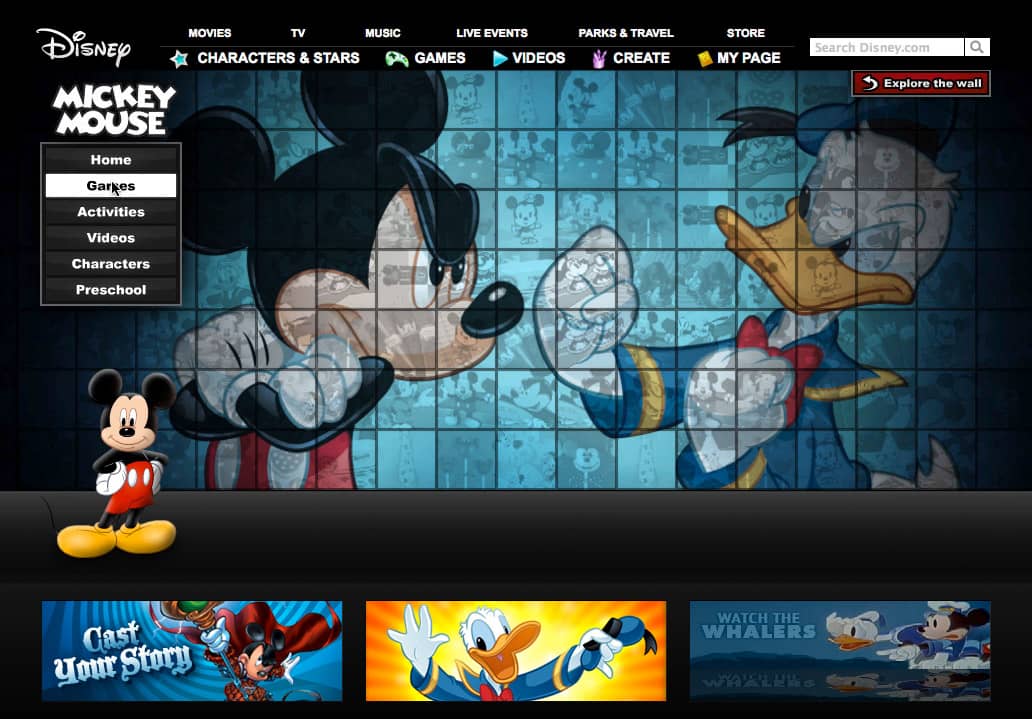 Disney
MOVIES TV MUSIC LIVE EVENTS PARKS & TRAVEL STORE
CHARACTERS & STARS GAMES VIDEOS CREATE MY PAGE
Search Disney.com
Explore the wall
MICKEY
MOUSE
Home
Games
Activities
Videos
Characters
Preschool
Cast
Your Story
WATCH THE
WHALERS